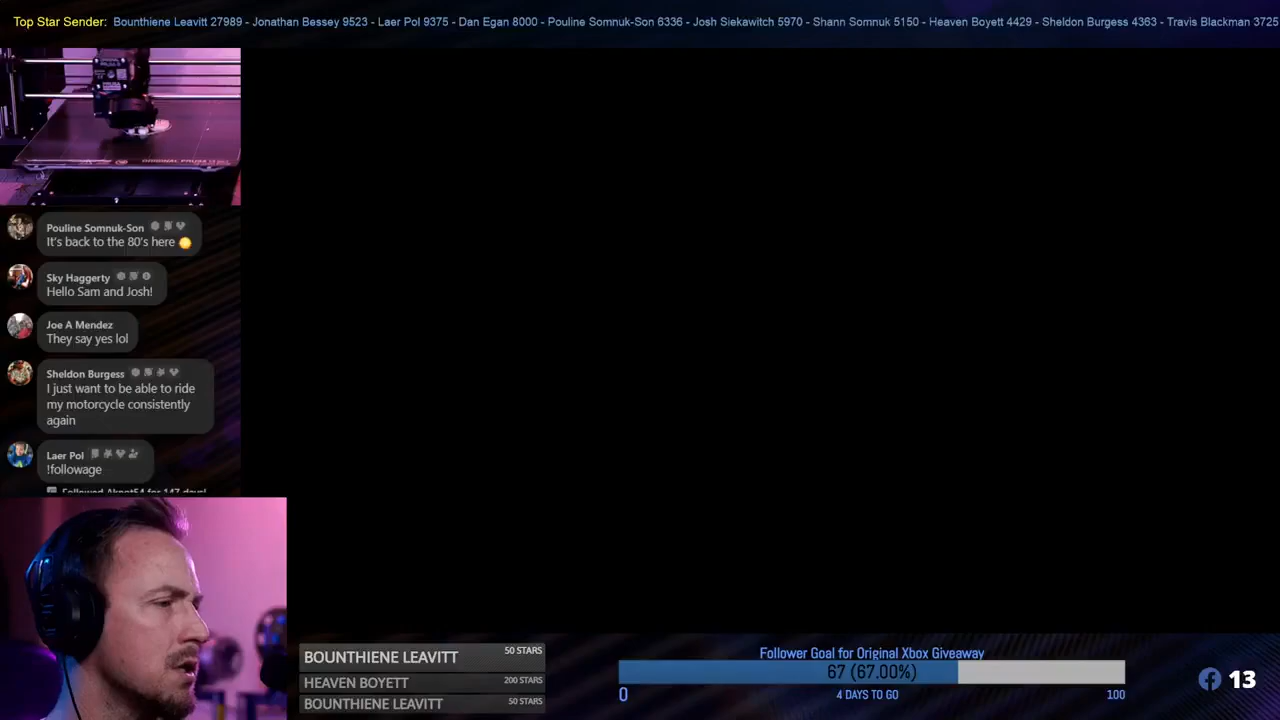 Top Star Sender: Bounthiene Leavitt 27989 - Jonathan Bessey 9523 - Laer Pol 9375 - Dan Egan 8000 - Pouline Somnuk-Son 6336 - Josh Siekawitch 5970 - Shann Somnuk 5150 - Heaven Boyett 4429 - Sheldon Burgess 4363 - Travis Blackman 3725
Pouline Somnuk-Son
It's back to the 80's here
Sky Haggerty
Hello Sam and Josh!
Joe A Mendez
They say yes lol
Sheldon Burgess
I just want to be able to ride
my motorcycle consistently
again
Laer Pol
!followage
BOUNTHIENE LEAVITT 50 STARS
HEAVEN BOYETT 200 STARS
BOUNTHIENE LEAVITT 50 STARS
Follower Goal for Original Xbox Giveaway
67 (67.00%)
0 4 DAYS TO GO 100
13